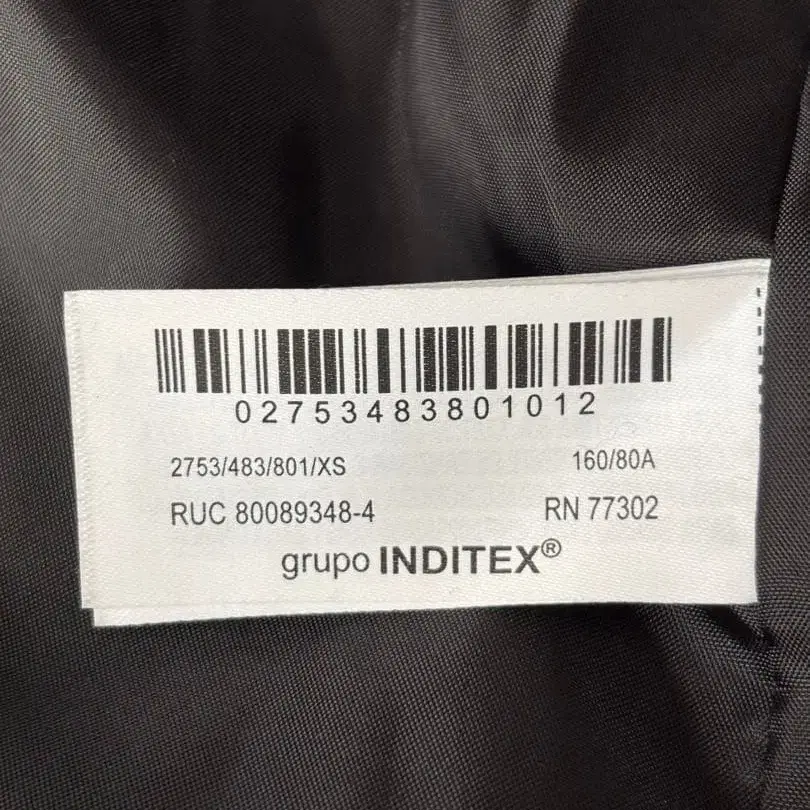 02753483801012
2753/483/801/XS 160/80A
RUC 80089348-4 RN 77302
grupo INDITEX®